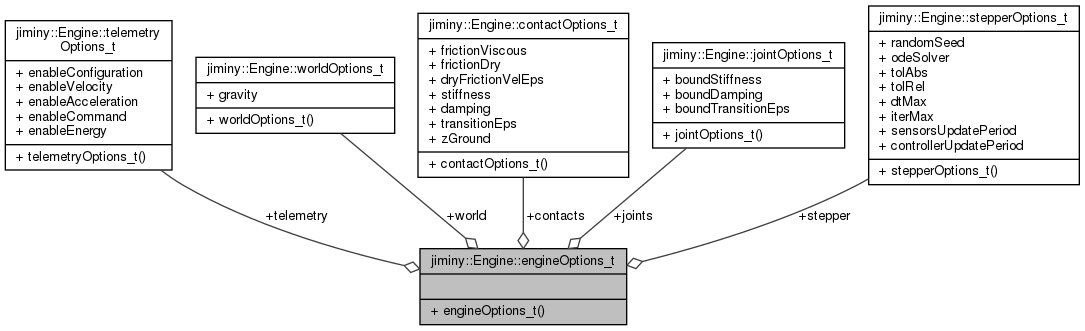 jiminy::Engine::telemetry
Options_t
+ enableConfiguration
+ enableVelocity
+ enableAcceleration
+ enableCommand
+ enableEnergy
+ telemetryOptions_t()
jiminy::Engine::worldOptions_t
+ gravity
+ worldOptions_t()
jiminy::Engine::contactOptions_t
+ frictionViscous
+ frictionDry
+ dryFrictionVelEps
+ stiffness
+ damping
+ transitionEps
+ zGround
+ contactOptions_t()
jiminy::Engine::jointOptions_t
+ boundStiffness
+ boundDamping
+ boundTransitionEps
+ jointOptions_t()
jiminy::Engine::stepperOptions_t
+ randomSeed
+ odeSolver
+ tolAbs
+ tolRel
+ dtMax
+ iterMax
+ sensorsUpdatePeriod
+ controllerUpdatePeriod
+ stepperOptions_t()
+telemetry
+world
+contacts
+joints
+stepper
jiminy::Engine::engineOptions_t
+ engineOptions_t()